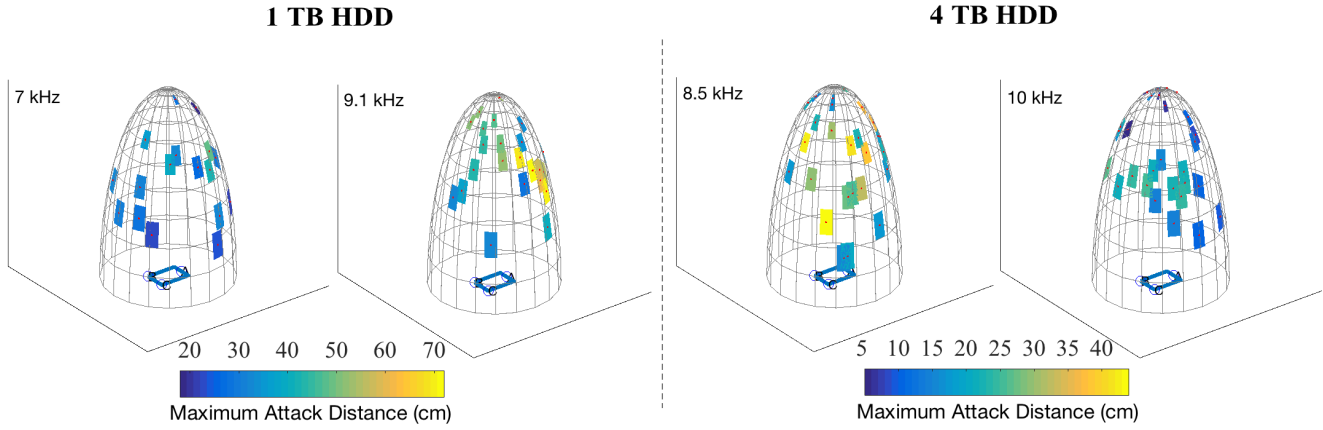 1 TB HDD
4 TB HDD
7 kHz
9.1 kHz
8.5 kHz
10 kHz
20 30 40 50 60 70
Maximum Attack Distance (cm)
5 10 15 20 25 30 35 40
Maximum Attack Distance (cm)